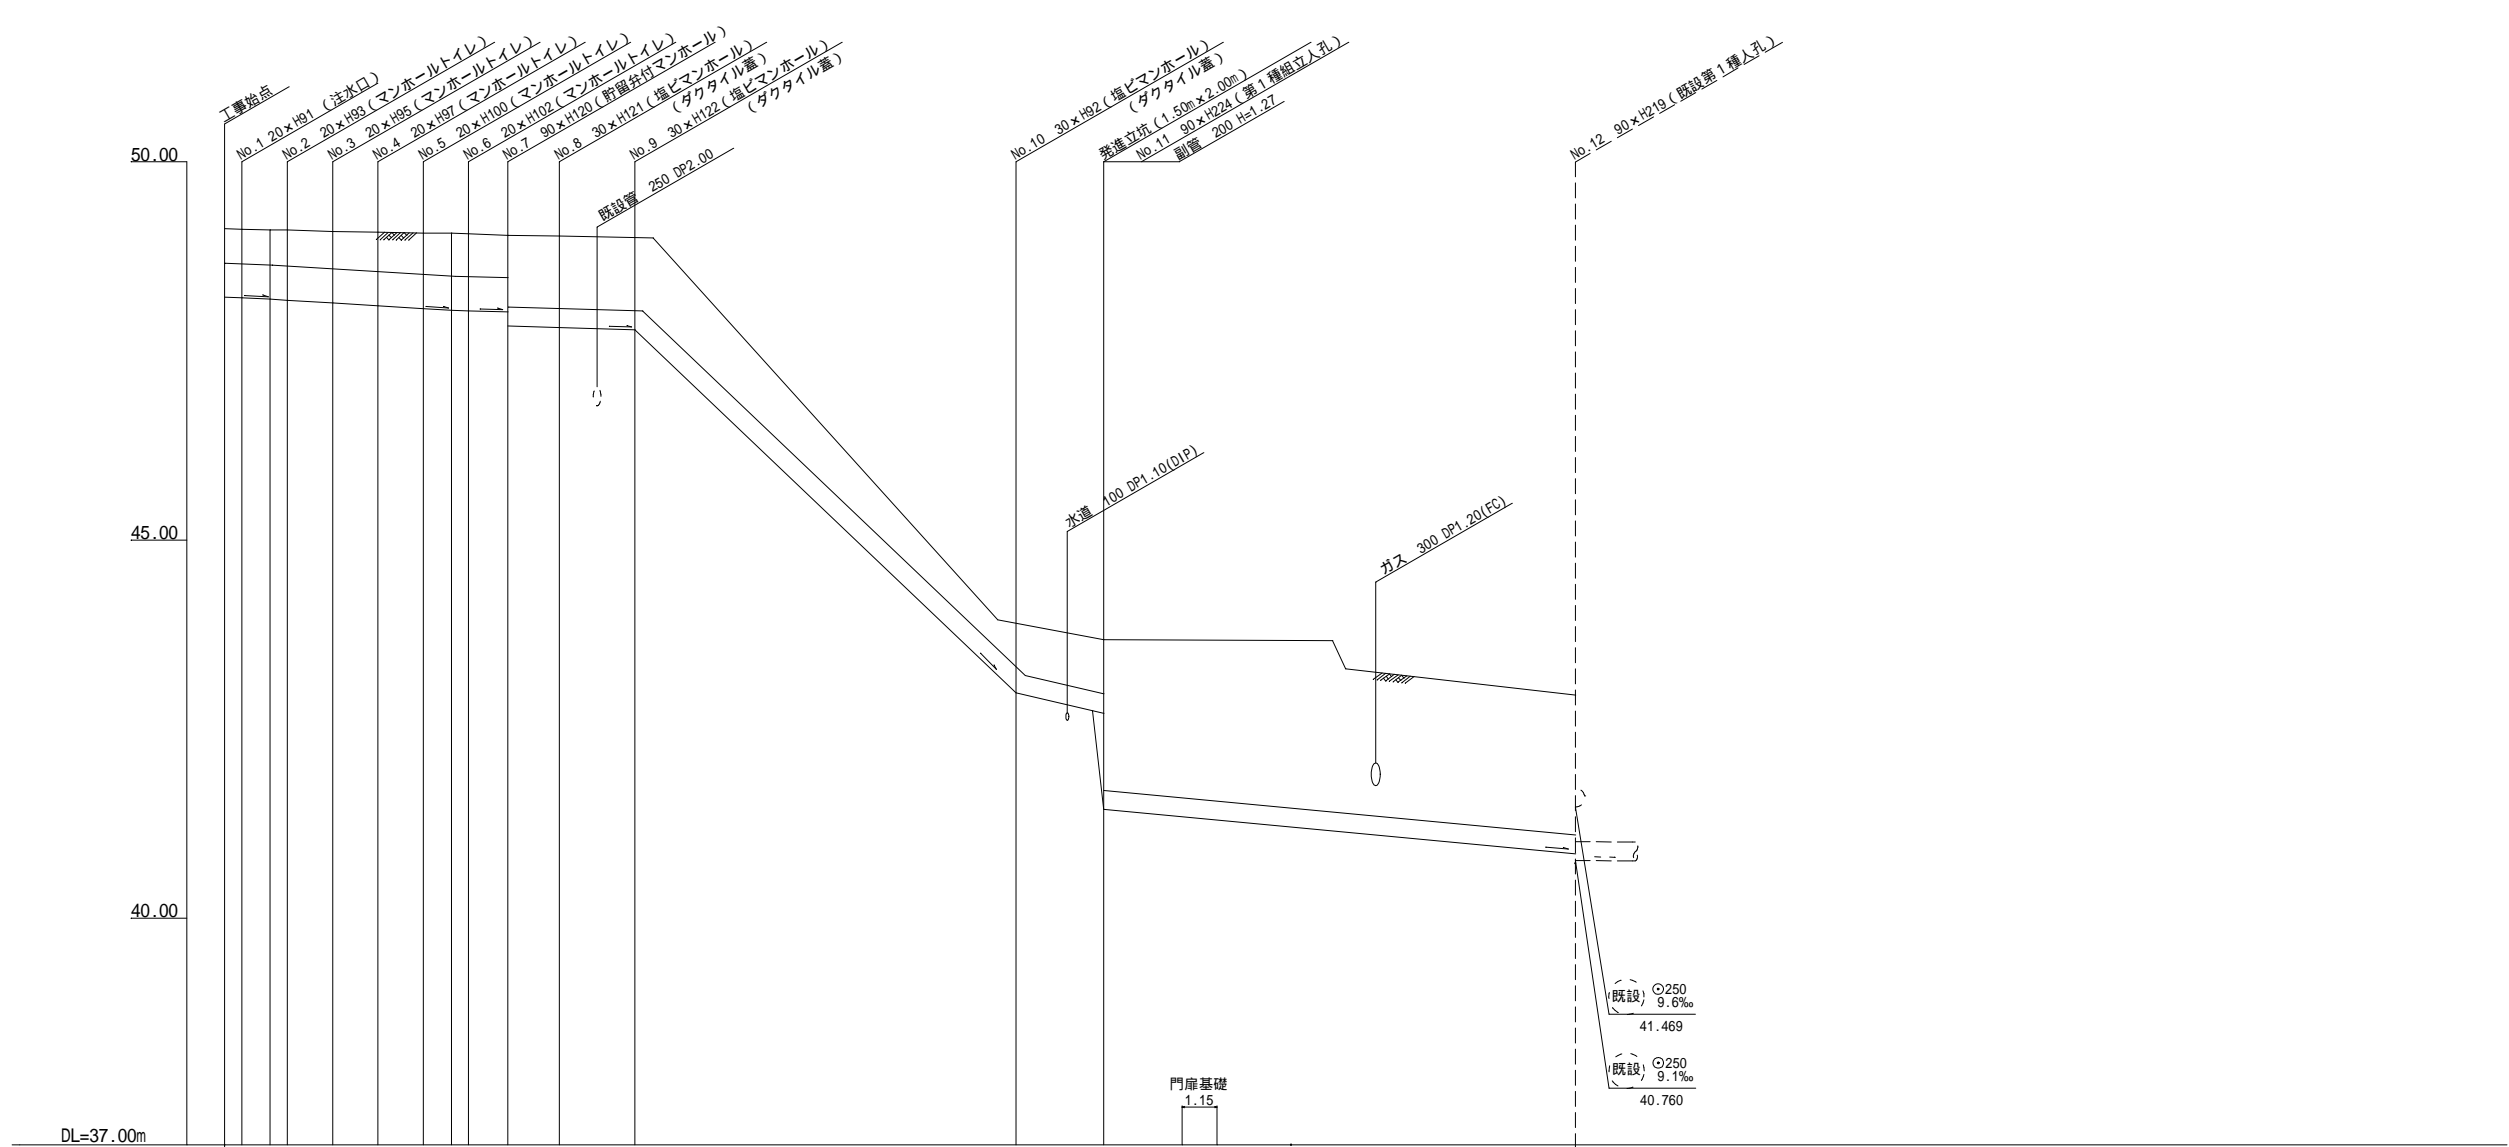 工事始点
No.1 20×H91 (注水口)
No.2 20×H93(マンホールトイレ)
No.3 20×H95(マンホールトイレ)
No.4 20×H97(マンホールトイレ)
No.5 20×H100(マンホールトイレ)
No.6 20×H102(マンホールトイレ)
No.7 90×H120(貯留弁付マンホール)
No.8 30×H121(塩ビマンホール)
(ダクタイル蓋)
No.9 30×H122(塩ビマンホール)
(ダクタイル蓋)
No.10 30×H92(塩ビマンホール)
(ダクタイル蓋)
発進立坑(1.50m×2.00m)
No.11 90×H224(第1種組立人孔)
副管 200 H=1.27
No.12 90×H219(既設第1種人孔)
50.00
既設管 250 DP2.00
水道 100 DP1.10(DIP)
45.00
ガス 300 DP1.20(FC)
40.00
既設 ⊙250
9.6‰
41.469
既設 ⊙250
9.1‰
40.760
門扉基礎
1.15
DL=37.00m